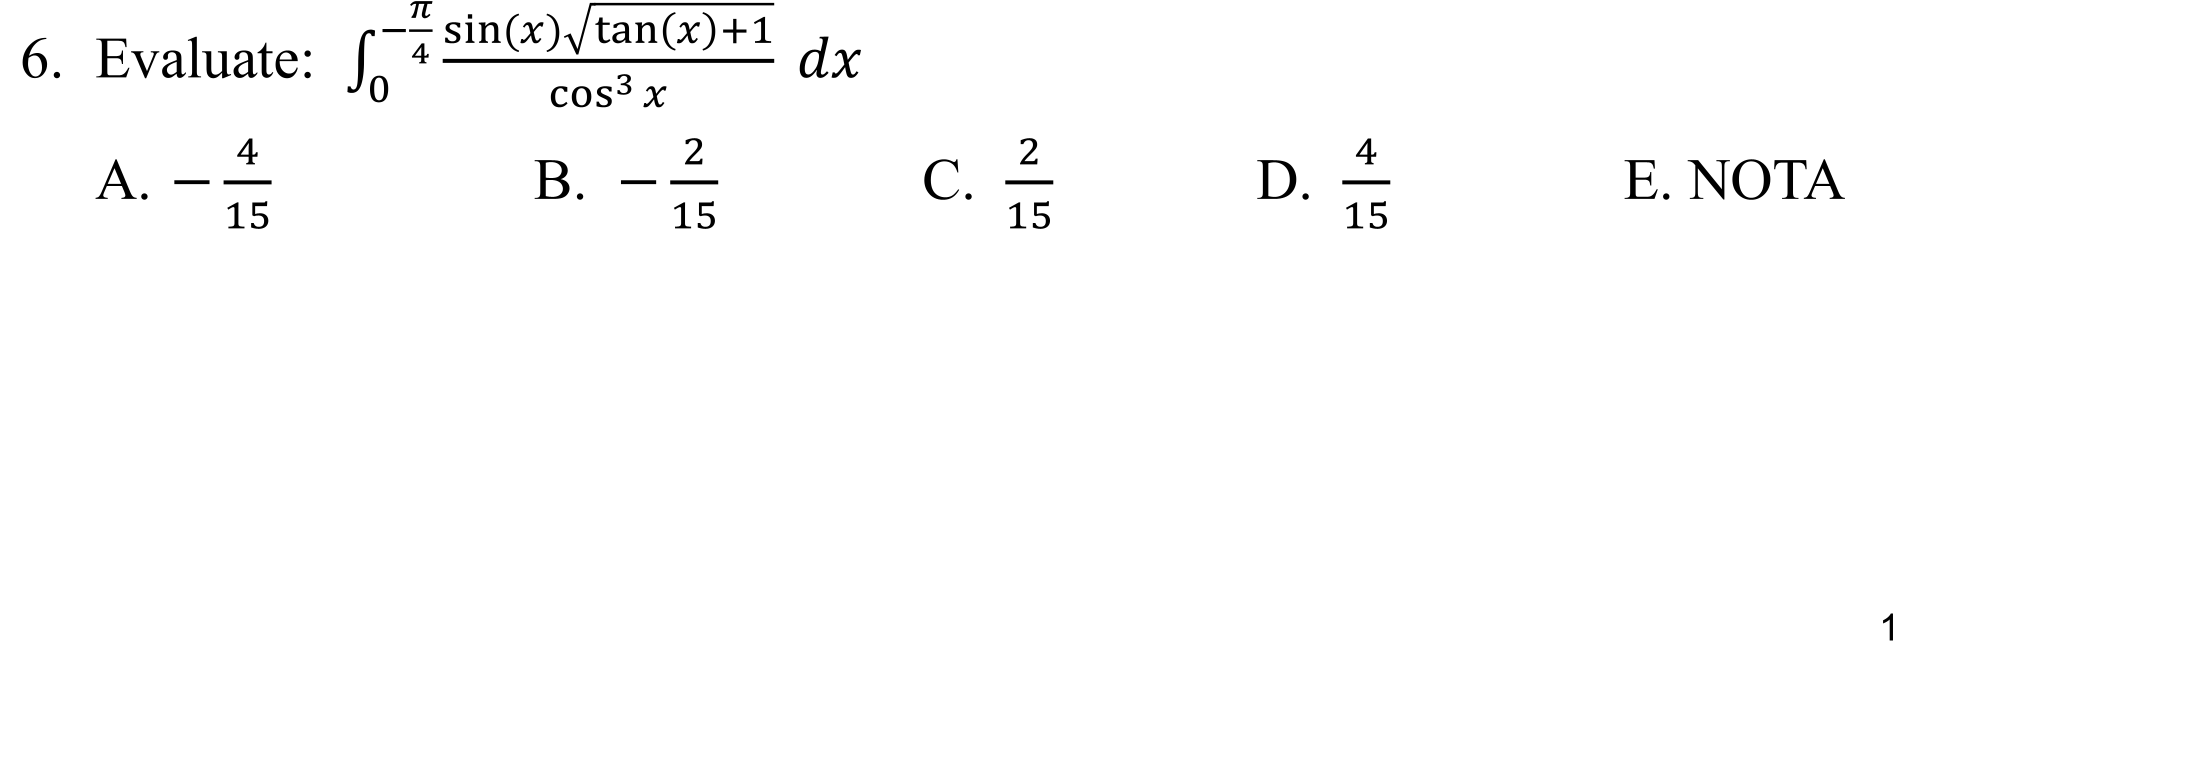 6. Evaluate: ∫₀^(−π/4) (sin(x)√(tan(x)+1))/(cos³ x) dx
A. −4/15 B. −2/15 C. 2/15 D. 4/15 E. NOTA
1